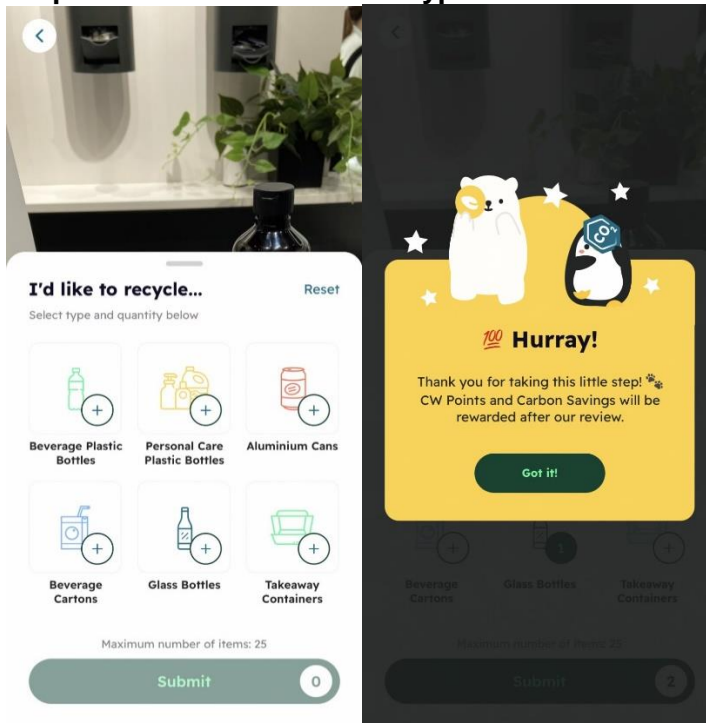 I'd like to recycle...
Reset
Select type and quantity below
Beverage Plastic
Bottles
Personal Care
Plastic Bottles
Aluminium Cans
Beverage
Cartons
Glass Bottles
Takeaway
Containers
Maximum number of items: 25
Submit
0
CO2
💯 Hurray!
Thank you for taking this little step! 🐾
CW Points and Carbon Savings will be
rewarded after our review.
Got it!
1
Beverage
Cartons
Glass Bottles
Takeaway
Containers
Maximum number of items: 25
Submit
2